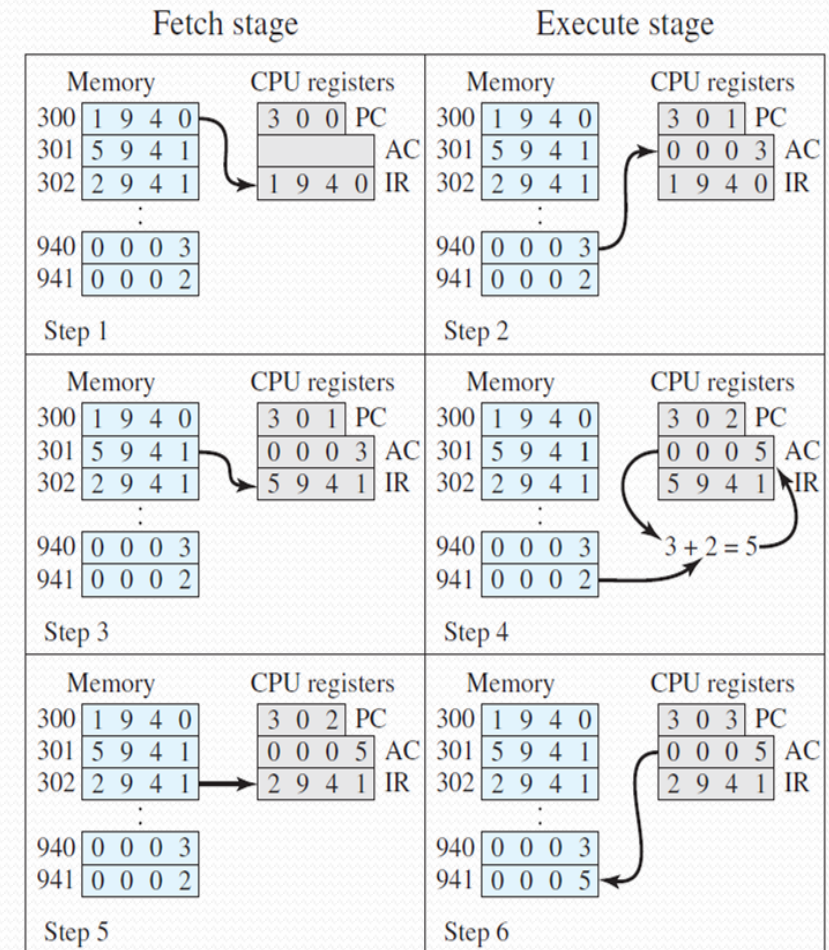 Fetch stage
Execute stage
Memory CPU registers
300 1 9 4 0 3 0 0 PC
301 5 9 4 1 AC
302 2 9 4 1 1 9 4 0 IR
:
940 0 0 0 3
941 0 0 0 2
Step 1
Memory CPU registers
300 1 9 4 0 3 0 1 PC
301 5 9 4 1 0 0 0 3 AC
302 2 9 4 1 1 9 4 0 IR
:
940 0 0 0 3
941 0 0 0 2
Step 2
Memory CPU registers
300 1 9 4 0 3 0 1 PC
301 5 9 4 1 0 0 0 3 AC
302 2 9 4 1 5 9 4 1 IR
:
940 0 0 0 3
941 0 0 0 2
Step 3
Memory CPU registers
300 1 9 4 0 3 0 2 PC
301 5 9 4 1 0 0 0 5 AC
302 2 9 4 1 5 9 4 1 IR
:
940 0 0 0 3 3 + 2 = 5
941 0 0 0 2
Step 4
Memory CPU registers
300 1 9 4 0 3 0 2 PC
301 5 9 4 1 0 0 0 5 AC
302 2 9 4 1 2 9 4 1 IR
:
940 0 0 0 3
941 0 0 0 2
Step 5
Memory CPU registers
300 1 9 4 0 3 0 3 PC
301 5 9 4 1 0 0 0 5 AC
302 2 9 4 1 2 9 4 1 IR
:
940 0 0 0 3
941 0 0 0 5
Step 6